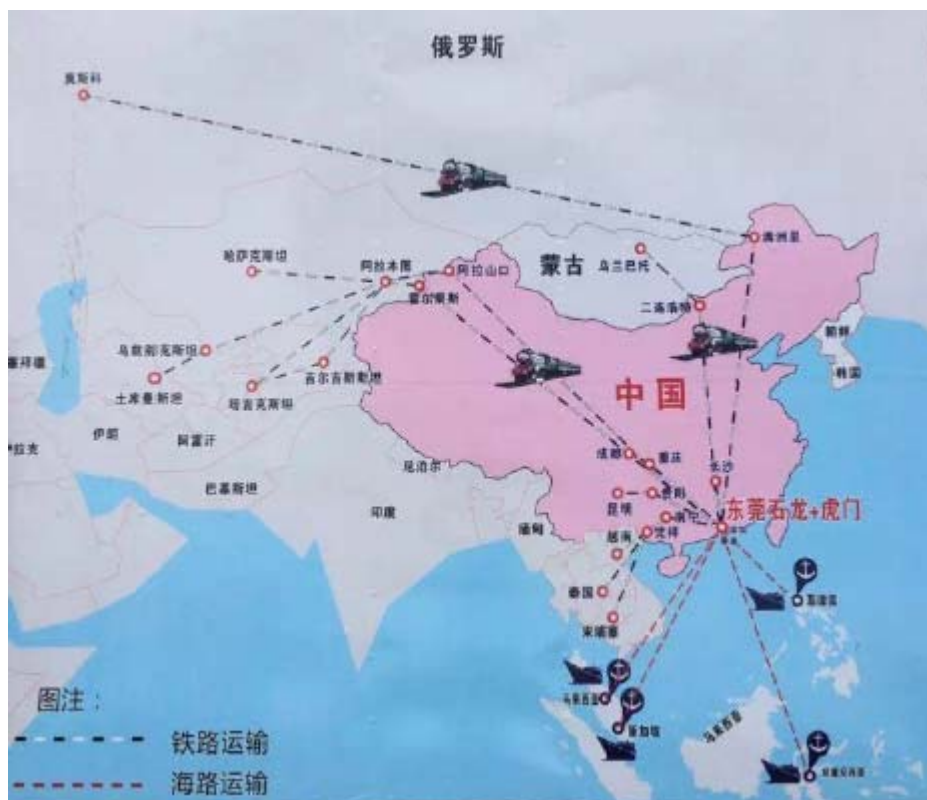 俄罗斯
莫斯科
满洲里
哈萨克斯坦
阿拉木图
阿拉山口
蒙古
乌兰巴托
霍尔果斯
二连浩特
朝鲜
韩国
乌兹别克斯坦
吉尔吉斯斯坦
土库曼斯坦
塔吉克斯坦
中国
伊朗
阿富汗
成都
重庆
长沙
尼泊尔
巴基斯坦
昆明
贵阳
印度
缅甸
越南
南宁
凭祥
东莞石龙+虎门
泰国
柬埔寨
马来西亚
新加坡
马来西亚
图注：
铁路运输
海路运输